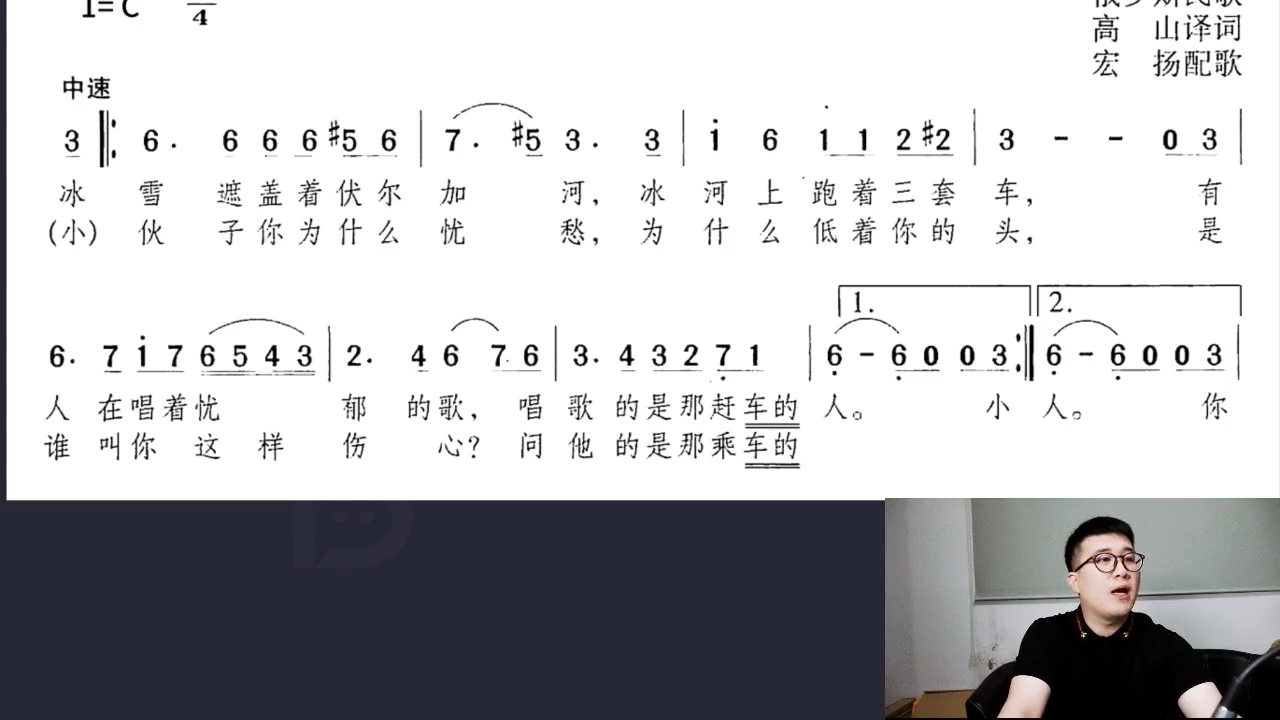 1=C 4
高 山译词
宏 扬配歌
中速
3 6. 6 6 6 #5 6 7. #5 3. 3 i 6 1 1 2 #2 3 - - 0 3
冰 雪 遮盖着伏尔 加 河, 冰 河 上 跑着三套 车, 有
(小) 伙 子你为什么 忧 愁, 为 什 么 低着你的 头, 是
1. 2.
6. 7 i 7 6 5 4 3 2. 4 6 7 6 3. 4 3 2 7 1 6 - 6 0 0 3 6 - 6 0 0 3
人 在唱着忧 郁 的歌, 唱 歌 的是那赶车的 人。 小 人。 你
谁 叫你 这 样 伤 心? 问 他 的是那乘车的